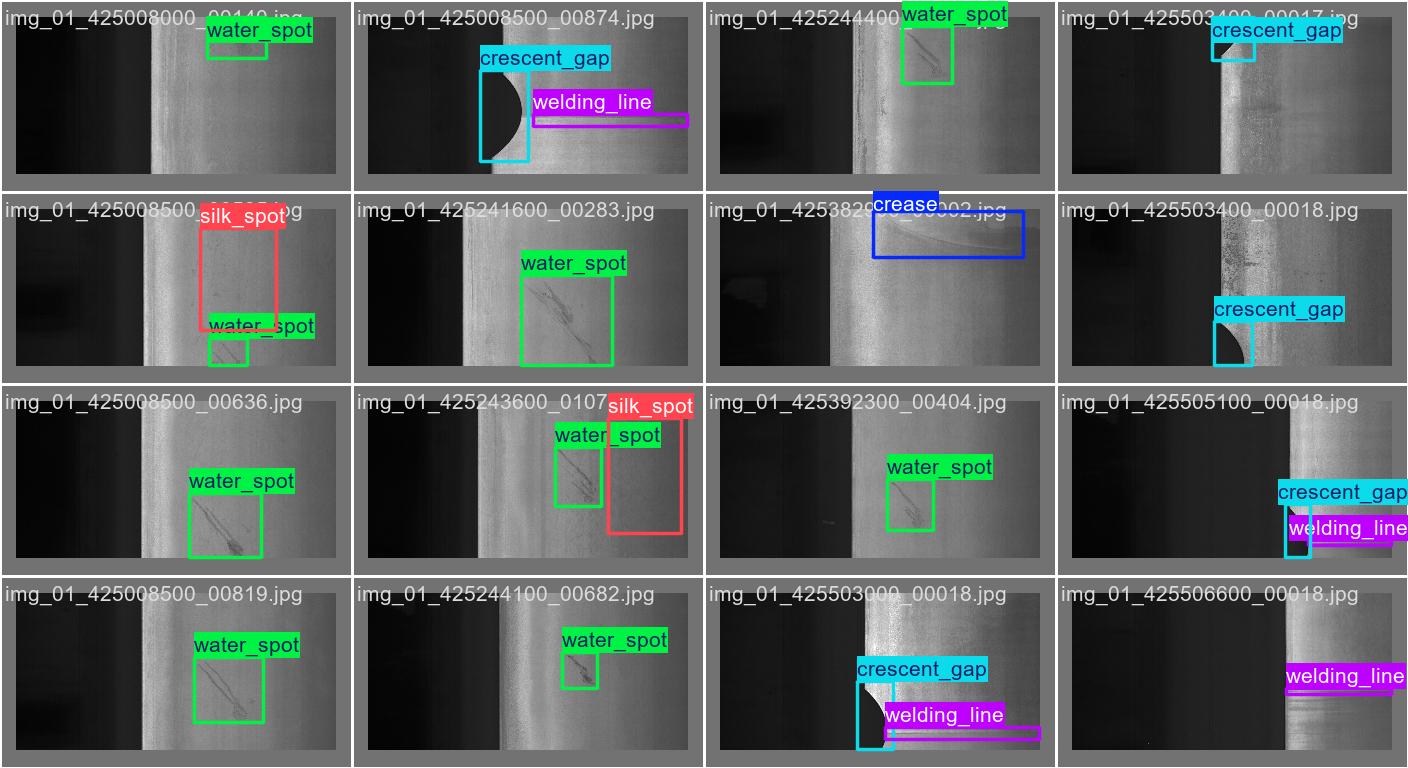 img_01_425008000_00140.jpg
water_spot
img_01_425008500_00874.jpg
crescent_gap
welding_line
water_spot
crescent_gap
silk_spot
water_spot
img_01_425241600_00283.jpg
water_spot
crease
img_01_425503400_00018.jpg
crescent_gap
img_01_425008500_00636.jpg
water_spot
silk_spot
water_spot
img_01_425392300_00404.jpg
water_spot
img_01_425505100_00018.jpg
crescent_gap
welding_line
img_01_425008500_00819.jpg
water_spot
img_01_425244100_00682.jpg
water_spot
img_01_425503000_00018.jpg
crescent_gap
welding_line
img_01_425506600_00018.jpg
welding_line